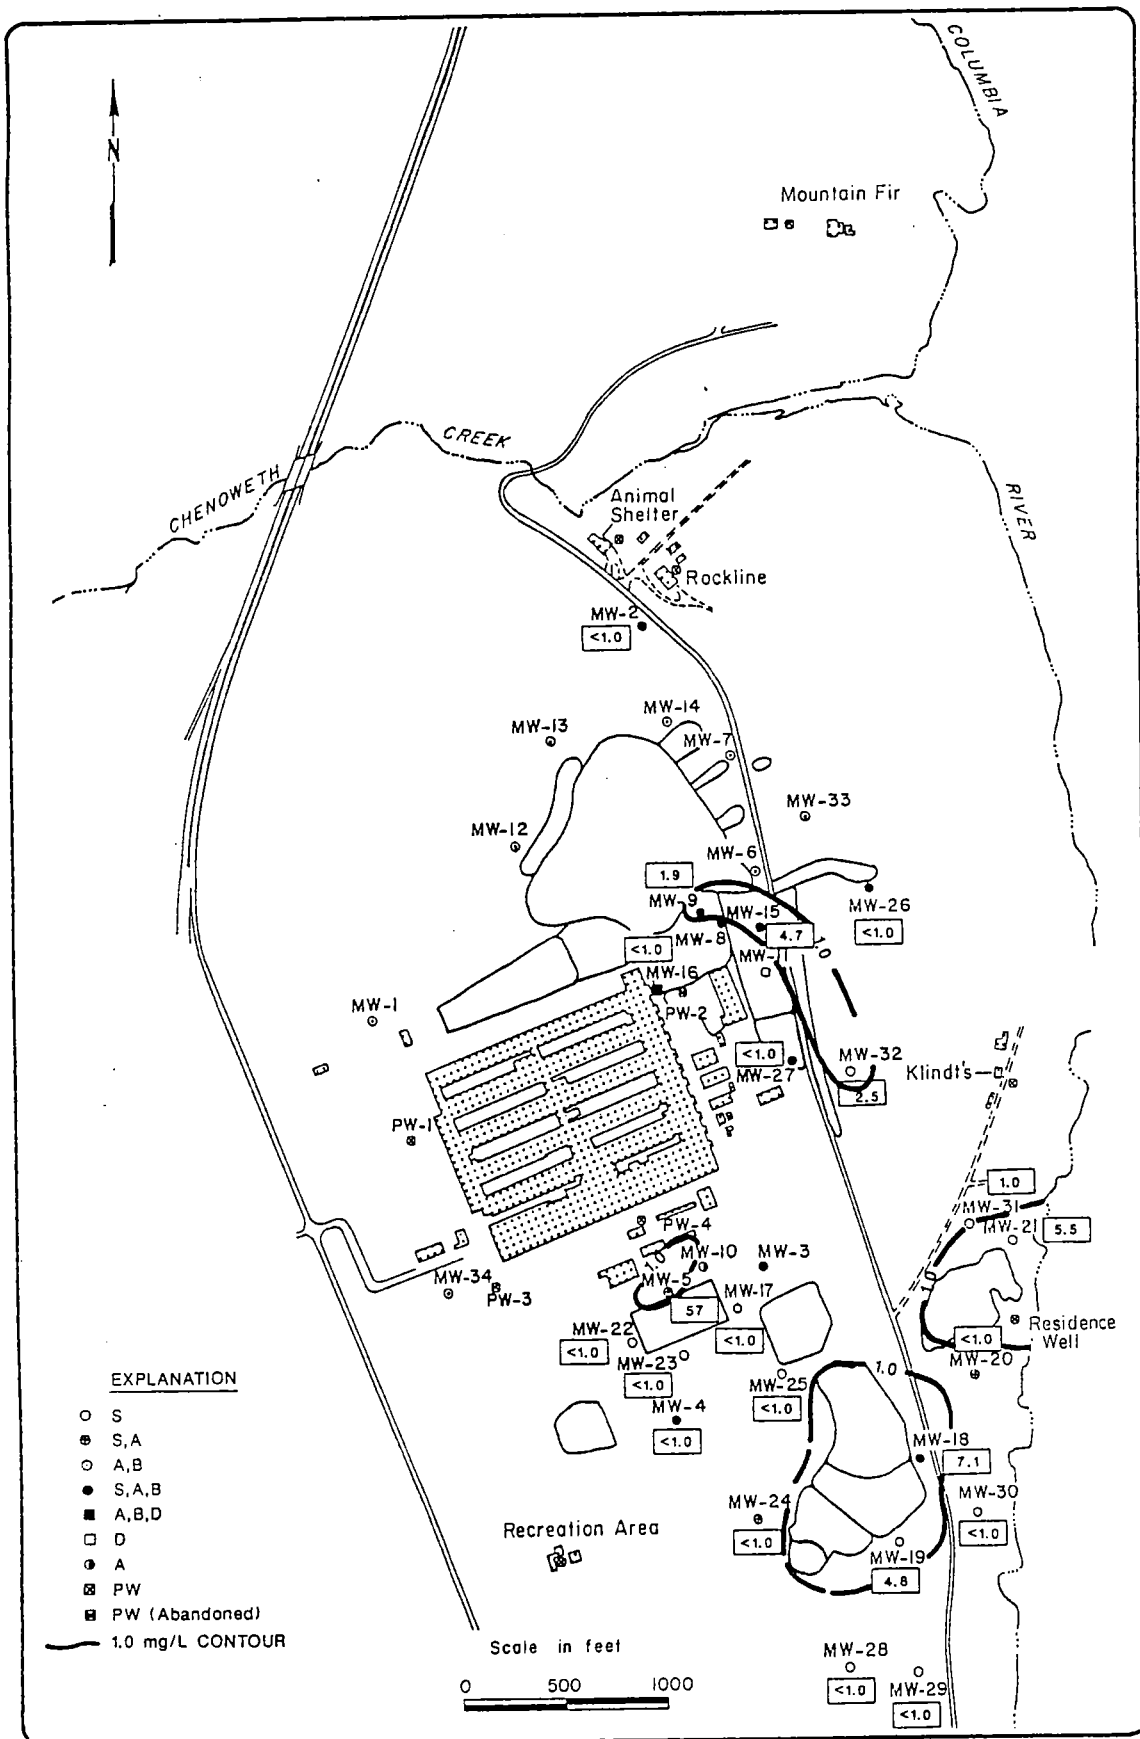 COLUMBIA
N
Mountain Fir
CREEK
CHENOWETH
RIVER
Animal
Shelter
Rockline
MW-2
<1.0
MW-14
MW-13
MW-7
MW-33
MW-12
MW-6
1.9
MW-9
MW-15
MW-26
<1.0
4.7
MW-8
<1.0
1.0
MW-16
PW-2
MW-1
<1.0
MW-27
MW-32
2.5
Klindt's
PW-1
1.0
MW-31
MW-21
5.5
PW-4
1.0
MW-10
MW-3
MW-34
PW-3
MW-5
57
MW-17
<1.0
1.0
Residence
Well
<1.0
MW-20
MW-22
<1.0
MW-23
<1.0
MW-25
<1.0
1.0
MW-4
<1.0
MW-18
7.1
MW-24
<1.0
MW-30
<1.0
MW-19
4.8
Recreation Area
EXPLANATION
S
S,A
A,B
S,A,B
A,B,D
D
A
PW
PW (Abandoned)
1.0 mg/L CONTOUR
Scale in feet
0 500 1000
MW-28
<1.0
MW-29
<1.0